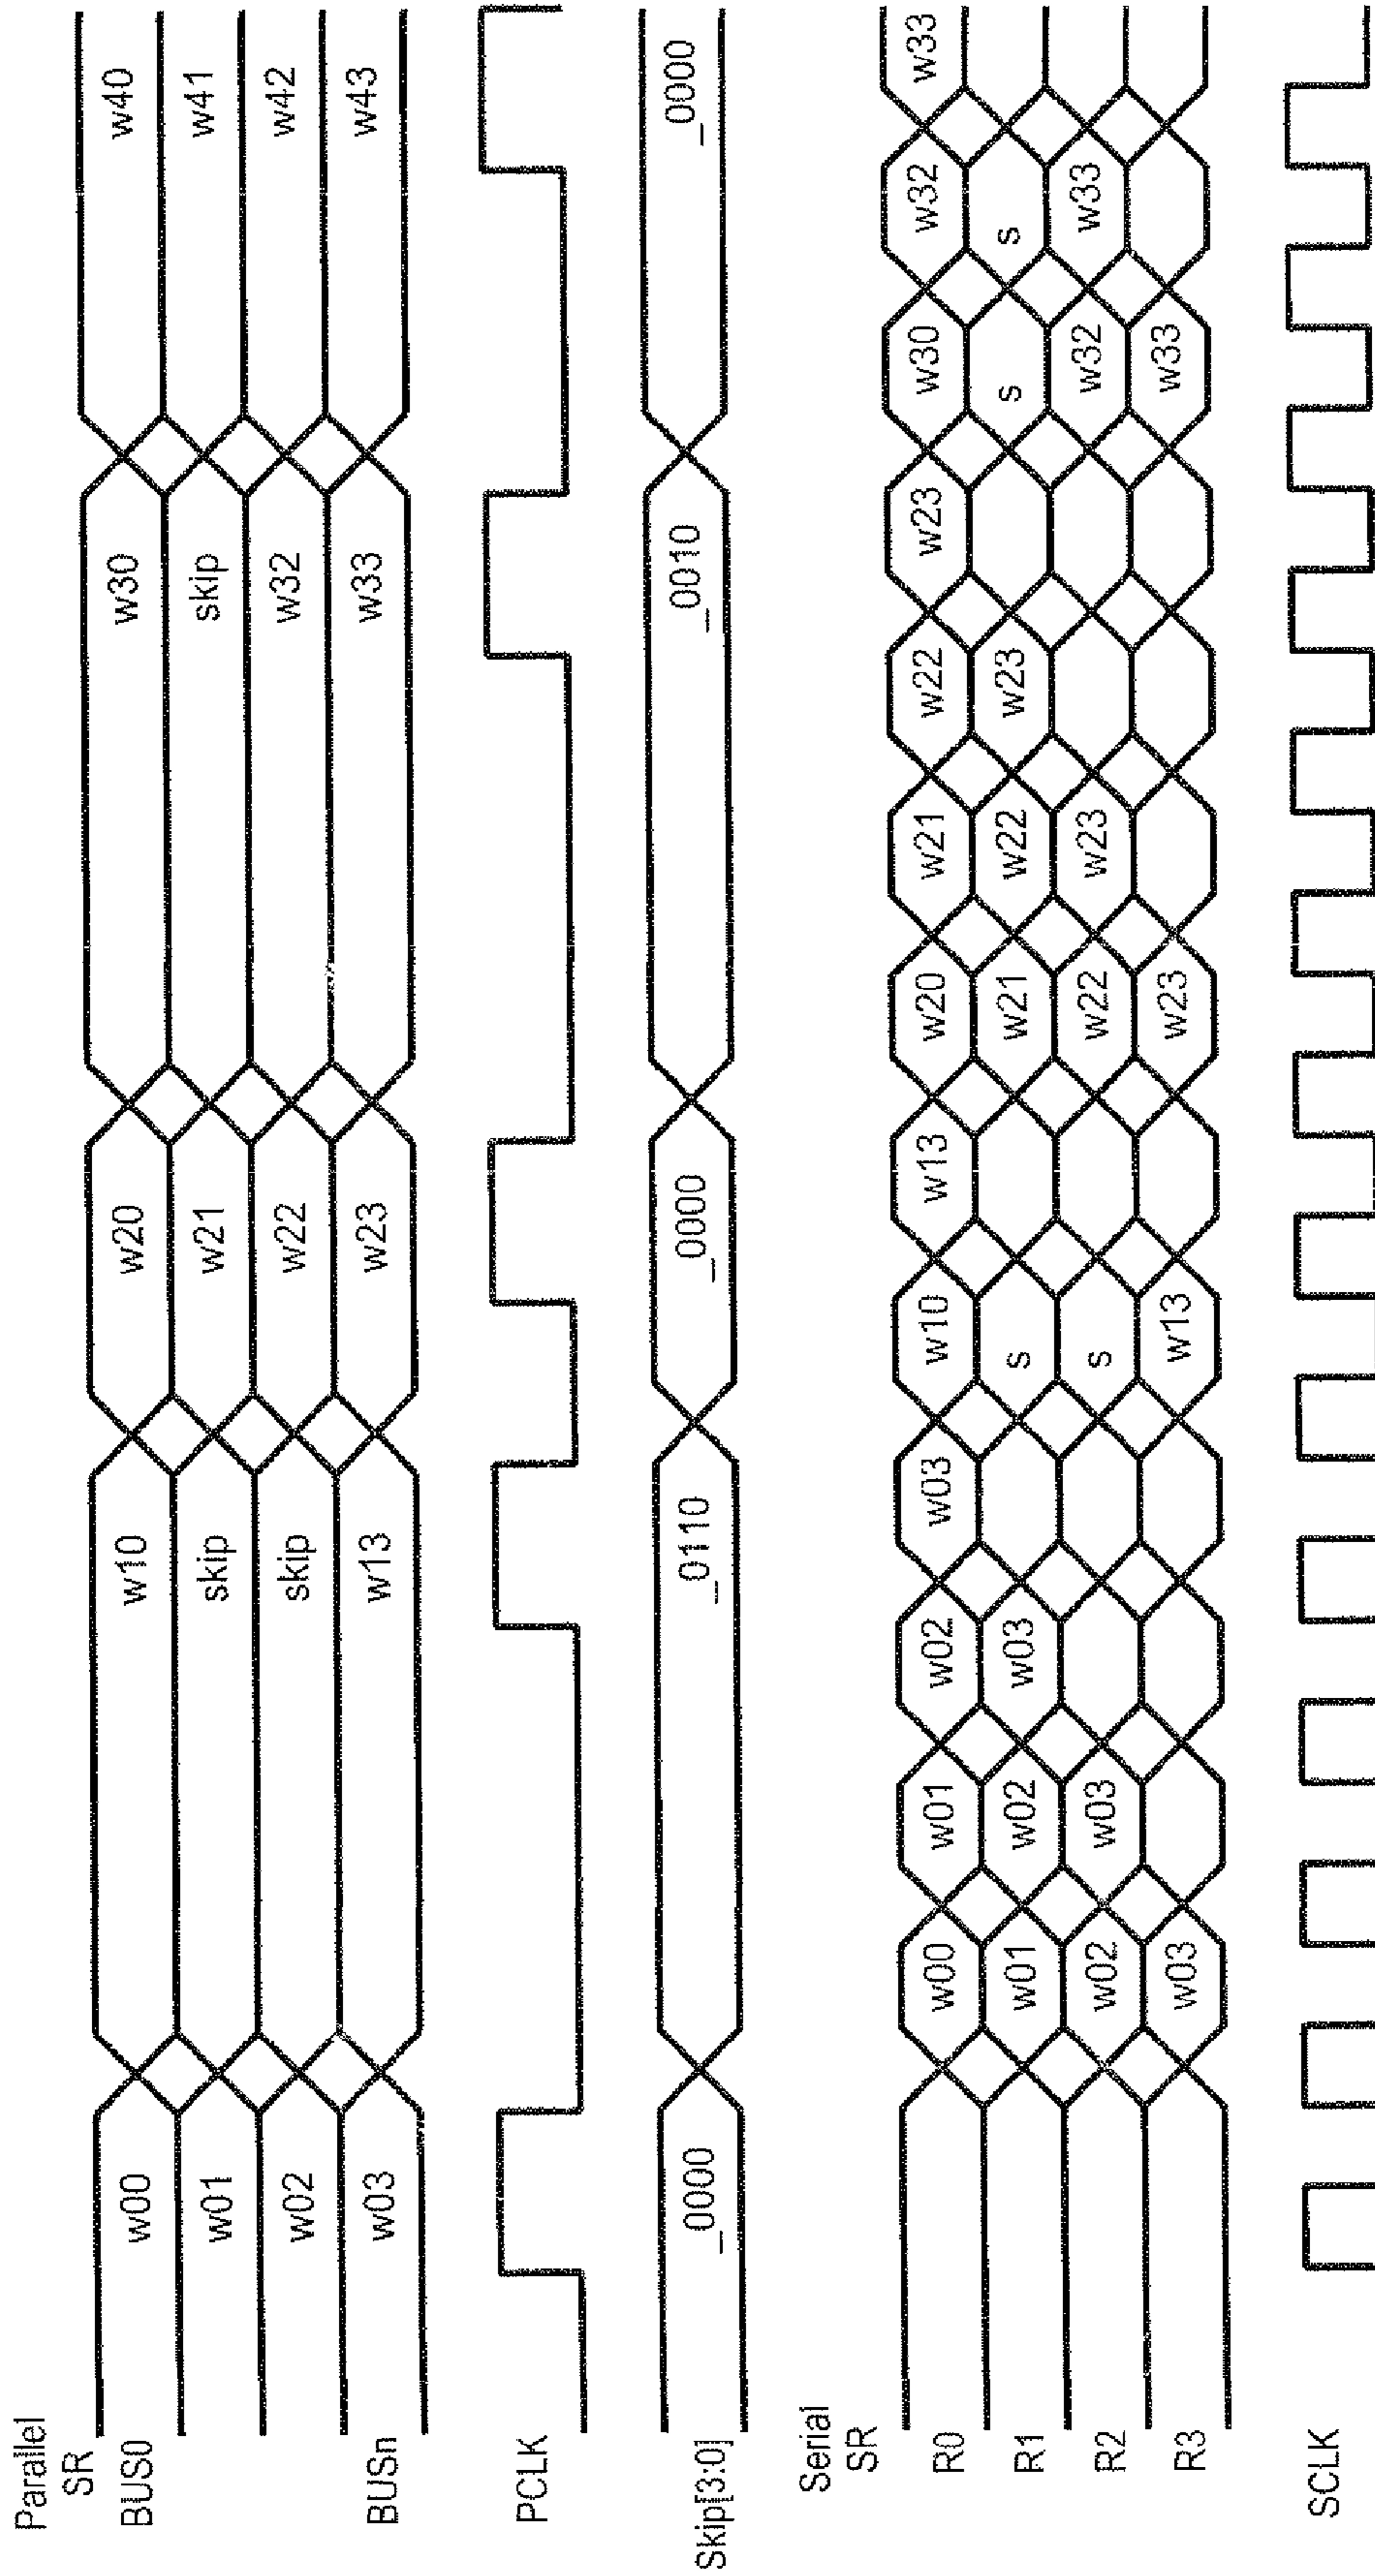 Parallel
SR
BUS0 w00 w10 w20 w30 w40
w01 skip w21 skip w41
w02 skip w22 w32 w42
BUSn w03 w13 w23 w33 w43
PCLK
Skip[3:0] _0000 _0110 _0000 _0010 _0000
Serial
SR
R0 w00 w01 w02 w03 w10 w13 w20 w21 w22 w23 w30 w32 w33
R1 w01 w02 w03 s w21 w22 w23 s s
R2 w02 w03 s w22 w23 w32 w33
R3 w03 w13 w23 w33
SCLK